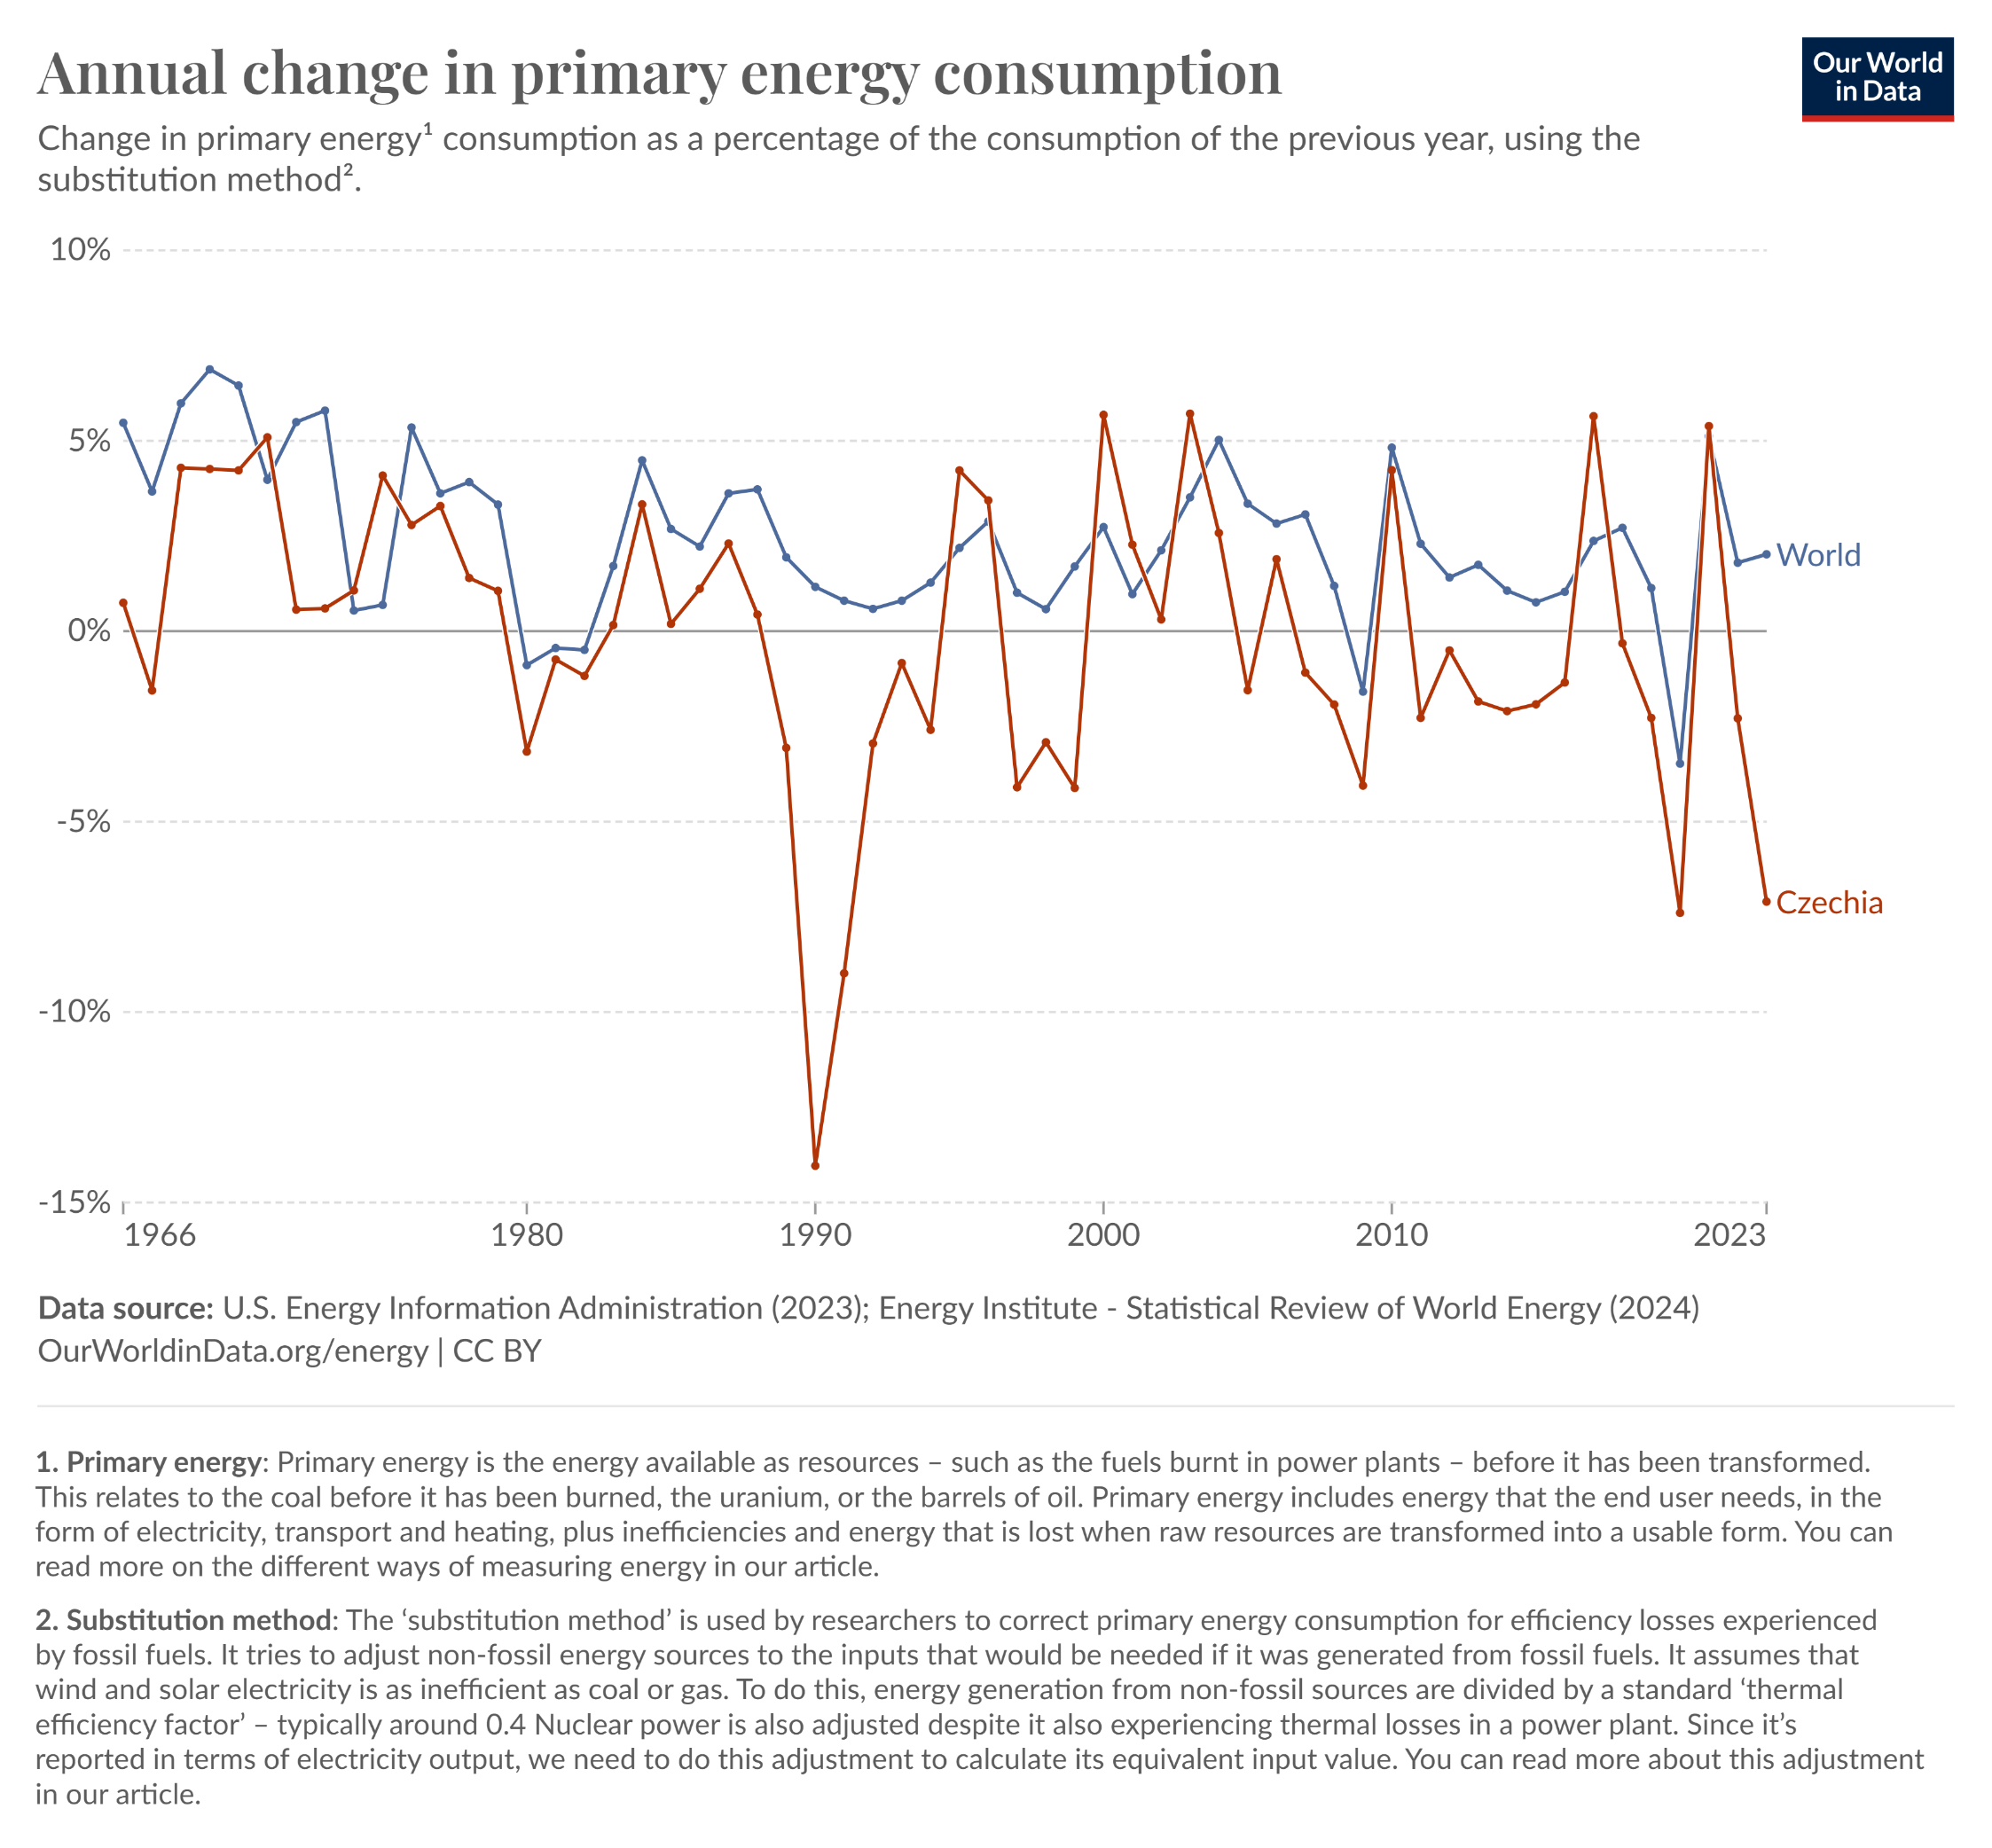 Annual change in primary energy consumption
Our World
in Data
Change in primary energy¹ consumption as a percentage of the consumption of the previous year, using the
substitution method².
10%
5%
0%
-5%
-10%
-15%
World
Czechia
1966
1980
1990
2000
2010
2023
Data source: U.S. Energy Information Administration (2023); Energy Institute - Statistical Review of World Energy (2024)
OurWorldinData.org/energy | CC BY
1. Primary energy: Primary energy is the energy available as resources – such as the fuels burnt in power plants – before it has been transformed.
This relates to the coal before it has been burned, the uranium, or the barrels of oil. Primary energy includes energy that the end user needs, in the
form of electricity, transport and heating, plus inefficiencies and energy that is lost when raw resources are transformed into a usable form. You can
read more on the different ways of measuring energy in our article.
2. Substitution method: The ‘substitution method’ is used by researchers to correct primary energy consumption for efficiency losses experienced
by fossil fuels. It tries to adjust non-fossil energy sources to the inputs that would be needed if it was generated from fossil fuels. It assumes that
wind and solar electricity is as inefficient as coal or gas. To do this, energy generation from non-fossil sources are divided by a standard ‘thermal
efficiency factor’ – typically around 0.4 Nuclear power is also adjusted despite it also experiencing thermal losses in a power plant. Since it’s
reported in terms of electricity output, we need to do this adjustment to calculate its equivalent input value. You can read more about this adjustment
in our article.